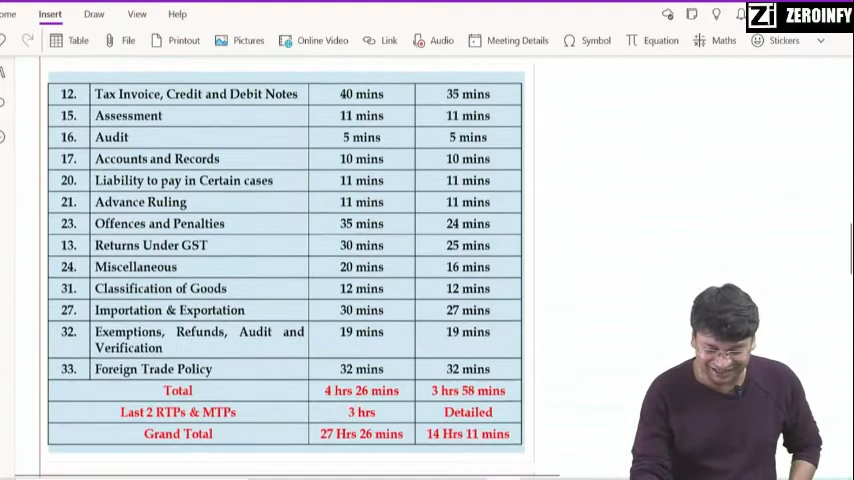 ome Insert Draw View Help
Zi ZEROINFY
Table File Printout Pictures Online Video Link Audio Meeting Details Symbol Equation Maths Stickers
12. Tax Invoice, Credit and Debit Notes 40 mins 35 mins
15. Assessment 11 mins 11 mins
16. Audit 5 mins 5 mins
17. Accounts and Records 10 mins 10 mins
20. Liability to pay in Certain cases 11 mins 11 mins
21. Advance Ruling 11 mins 11 mins
23. Offences and Penalties 35 mins 24 mins
13. Returns Under GST 30 mins 25 mins
24. Miscellaneous 20 mins 16 mins
31. Classification of Goods 12 mins 12 mins
27. Importation & Exportation 30 mins 27 mins
32. Exemptions, Refunds, Audit and 19 mins 19 mins
Verification
33. Foreign Trade Policy 32 mins 32 mins
Total 4 hrs 26 mins 3 hrs 58 mins
Last 2 RTPs & MTPs 3 hrs Detailed
Grand Total 27 Hrs 26 mins 14 Hrs 11 mins